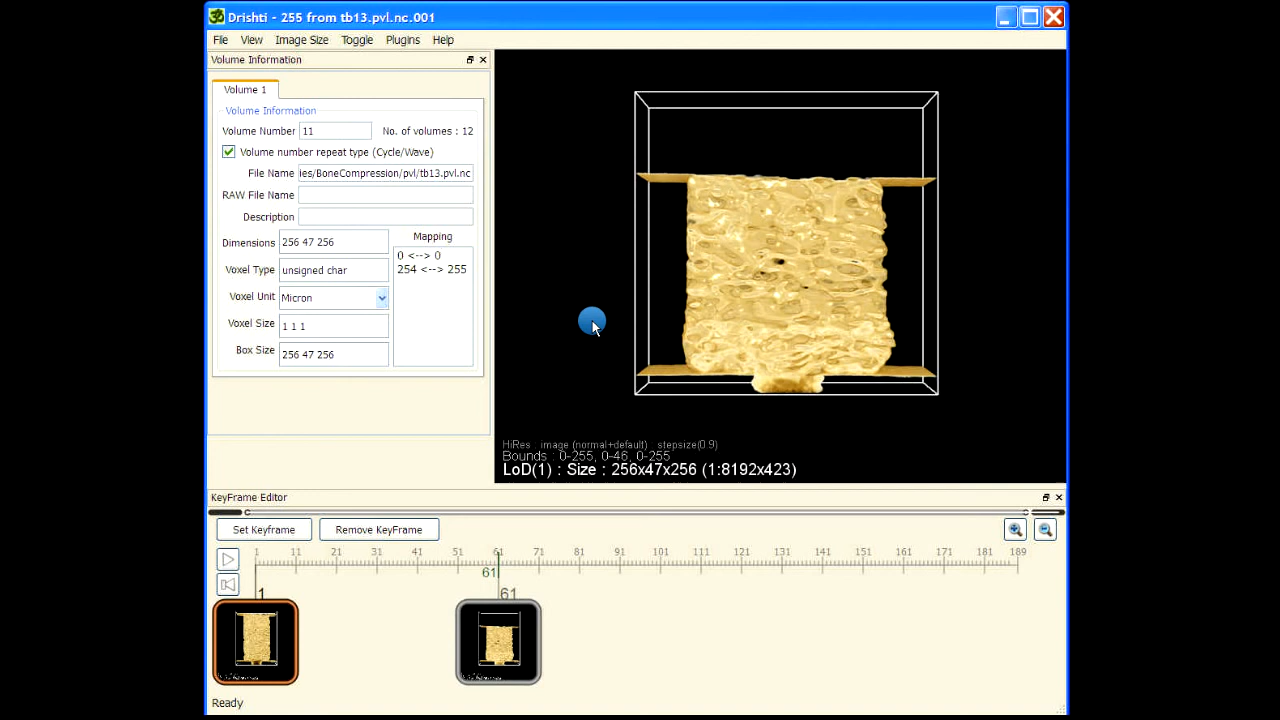 Drishti - 255 from tb13.pvl.nc.001
File View Image Size Toggle Plugins Help
Volume Information
Volume 1
Volume Information
Volume Number 11 No. of volumes : 12
Volume number repeat type (Cycle/Wave)
File Name ies/BoneCompression/pvl/tb13.pvl.nc
RAW File Name
Description
Mapping
Dimensions 256 47 256
0 <--> 0
Voxel Type unsigned char
254 <--> 255
Voxel Unit Micron
Voxel Size 1 1 1
Box Size 256 47 256
HiRes : image (normal+default) : stepsize(0.9)
Bounds : 0-255, 0-46, 0-255
LoD(1) : Size : 256x47x256 (1:8192x423)
KeyFrame Editor
Set Keyframe Remove KeyFrame
1 11 21 31 41 51 61 71 81 91 101 111 121 131 141 151 161 171 181 189
61
1 61
Ready